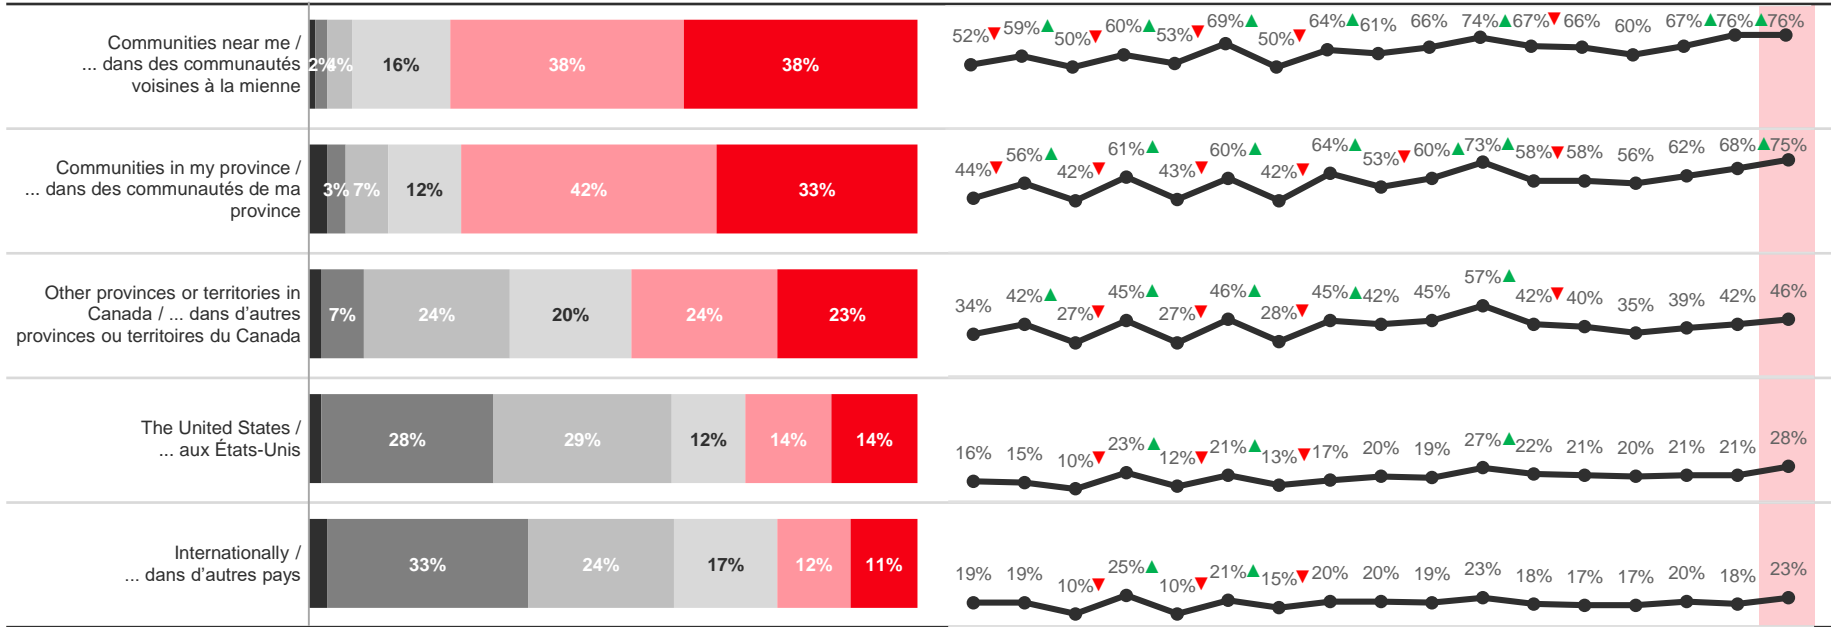 Communities near me /
... dans des communautés
voisines à la mienne
2% 4% 16% 38% 38%
52%▼ 59%▲ 50%▼ 60%▲ 53%▼ 69%▲ 50%▼ 64%▲ 61% 66% 74%▲ 67%▼ 66% 60% 67%▲ 76%▲ 76%
Communities in my province /
... dans des communautés de ma
province
3% 7% 12% 42% 33%
44%▼ 56%▲ 42%▼ 61%▲ 43%▼ 60%▲ 42%▼ 64%▲ 53%▼ 60%▲ 73%▲ 58%▼ 58% 56% 62% 68%▲ 75%
Other provinces or territories in
Canada / ... dans d'autres
provinces ou territoires du Canada
7% 24% 20% 24% 23%
34% 42%▲ 27%▼ 45%▲ 27%▼ 46%▲ 28%▼ 45%▲ 42% 45% 57%▲ 42%▼ 40% 35% 39% 42% 46%
The United States /
... aux États-Unis
28% 29% 12% 14% 14%
16% 15% 10%▼ 23%▲ 12%▼ 21%▲ 13%▼ 17% 20% 19% 27%▲ 22% 21% 20% 21% 21% 28%
Internationally /
... dans d'autres pays
33% 24% 17% 12% 11%
19% 19% 10%▼ 25%▲ 10%▼ 21%▲ 15%▼ 20% 20% 19% 23% 18% 17% 17% 20% 18% 23%